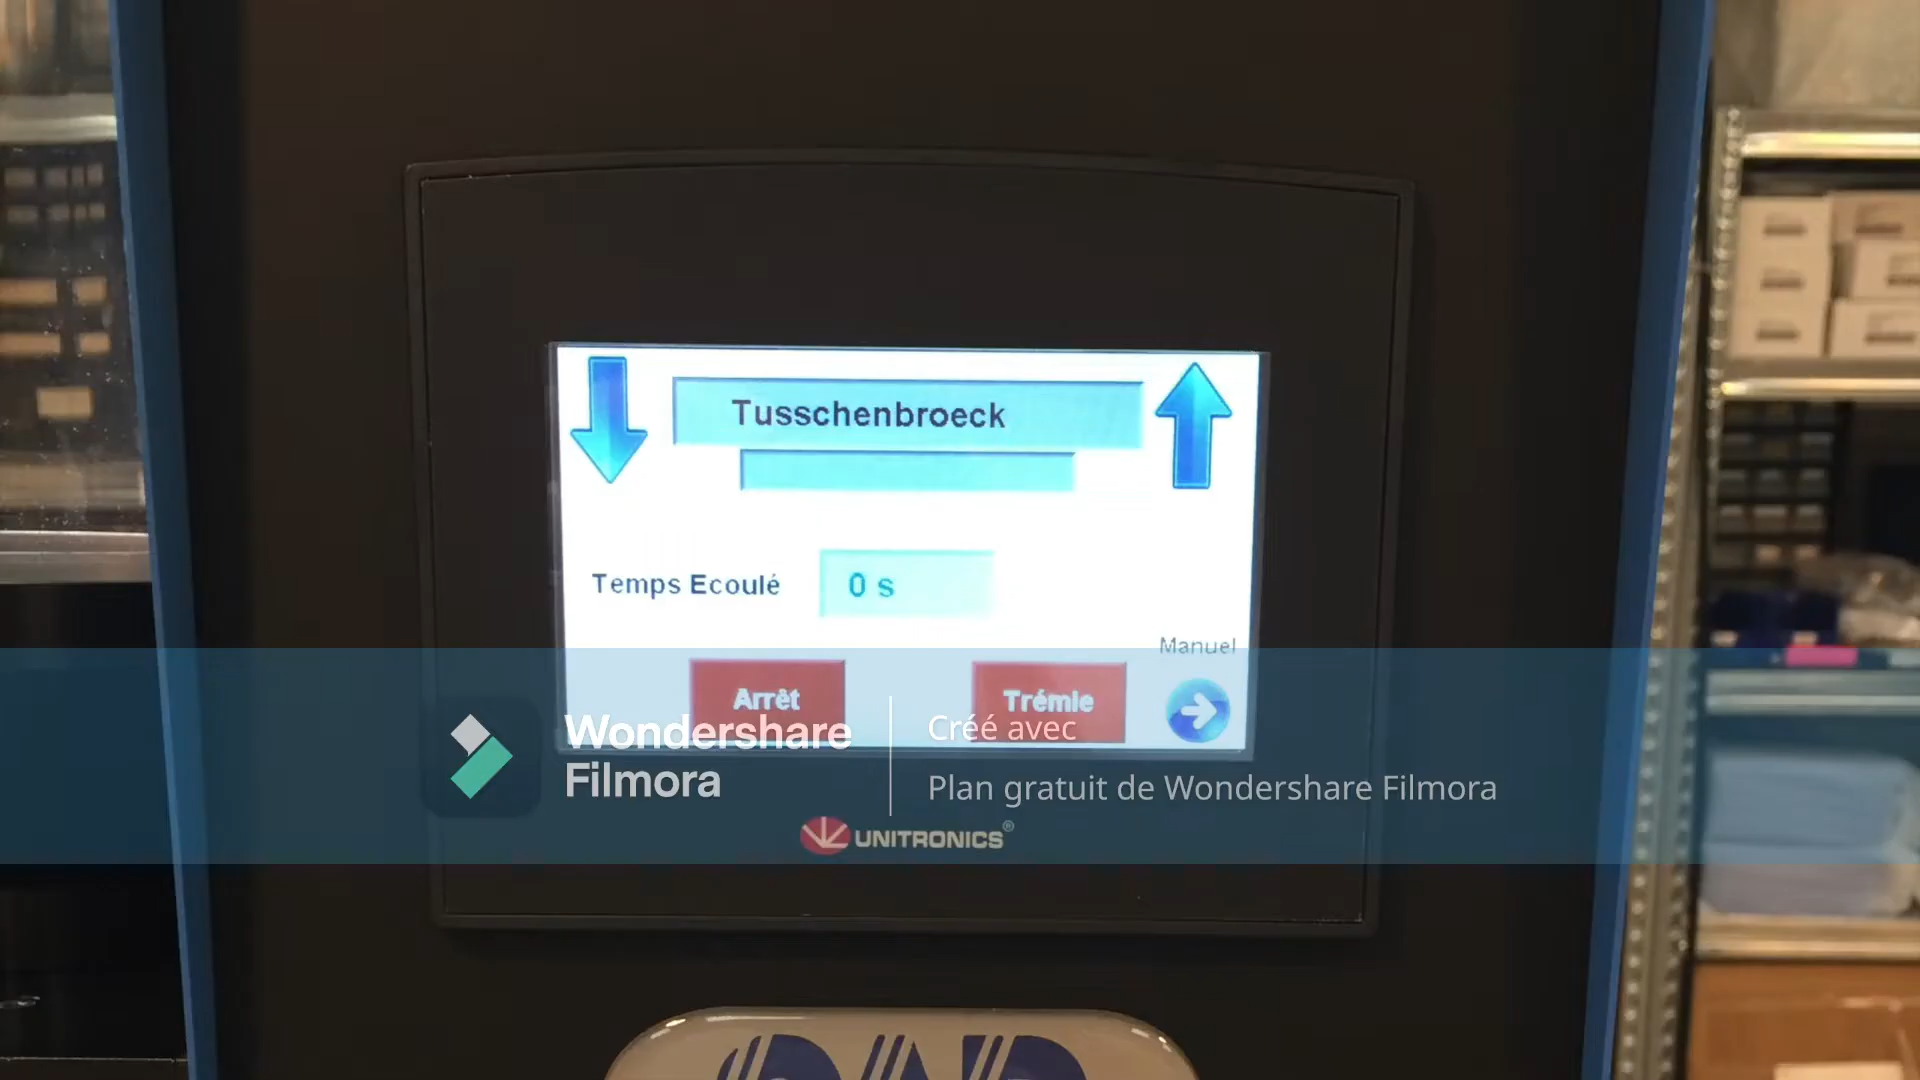 Tusschenbroeck
Temps Ecoulé
0 s
Manuel
Arrêt
Trémie
Wondershare
Filmora
Créé avec
Plan gratuit de Wondershare Filmora
UNITRONICS®